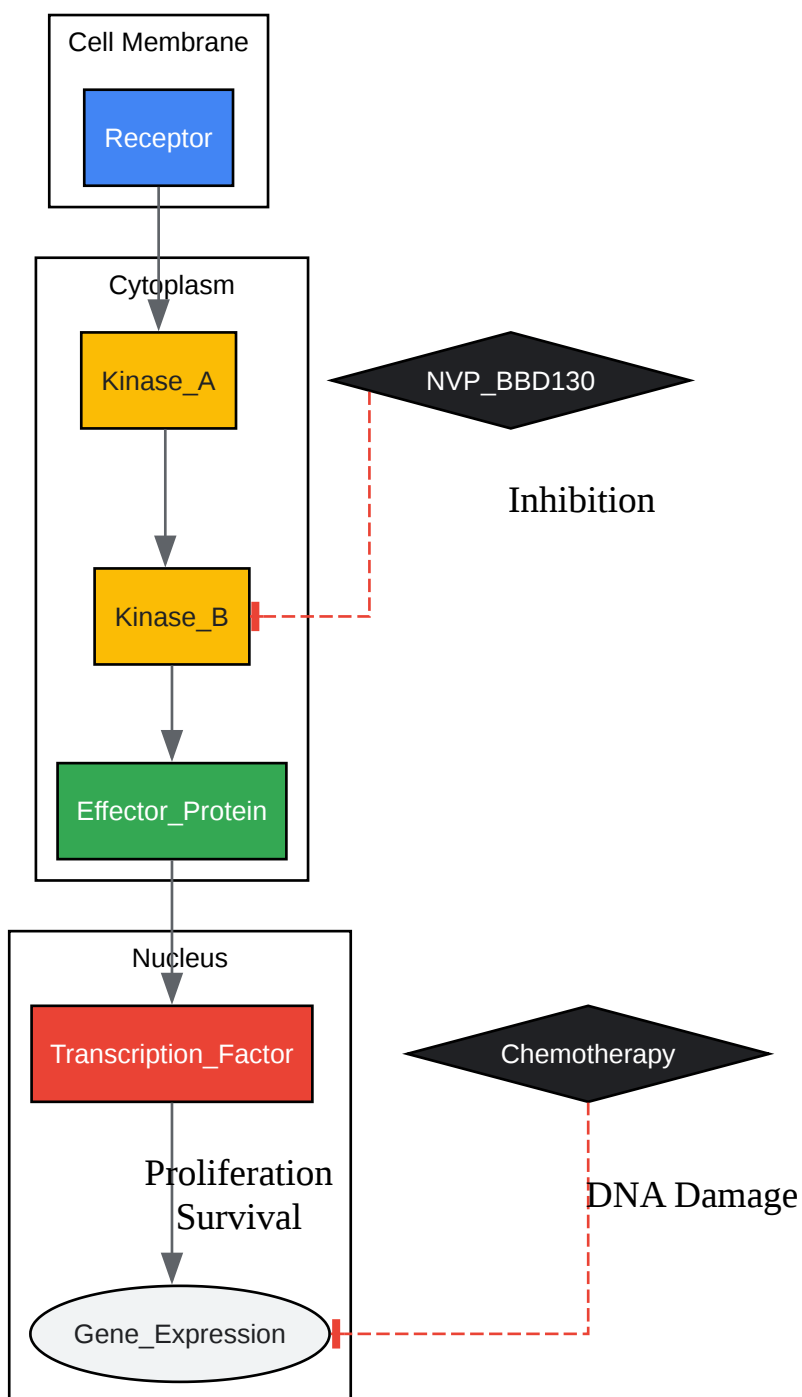 Cell Membrane
Receptor
Cytoplasm
Kinase_A
NVP_BBD130
Inhibition
Kinase_B
Effector_Protein
Nucleus
Transcription_Factor
Chemotherapy
Proliferation
Survival
DNA Damage
Gene_Expression